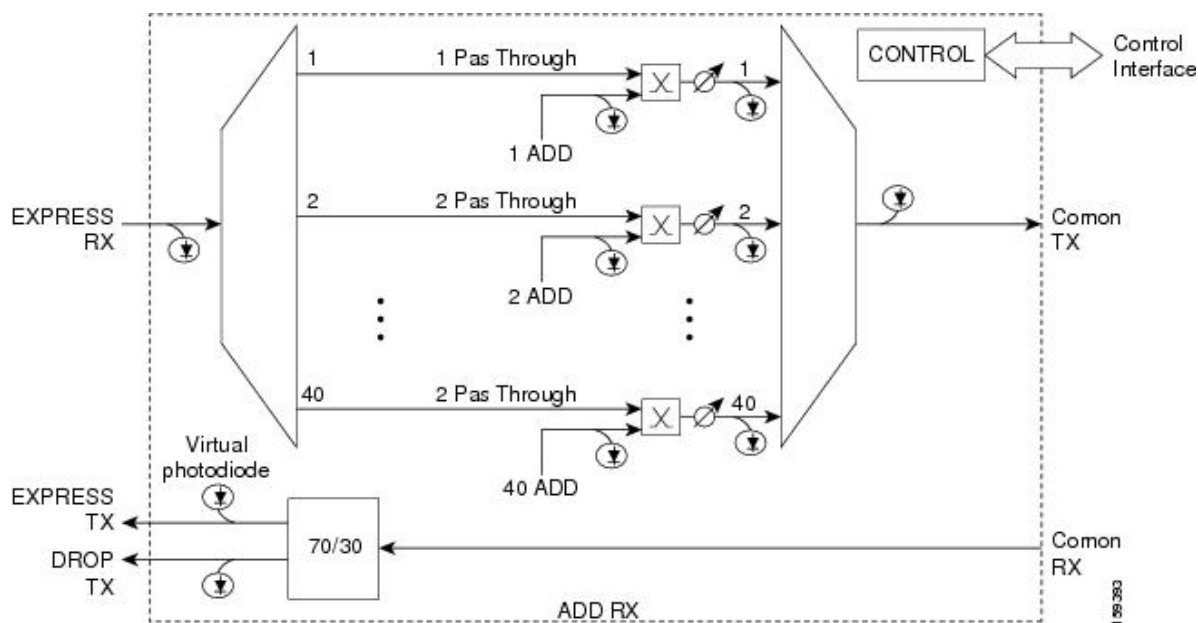 1
1 Pas Through
1
CONTROL
Control
Interface
1 ADD
EXPRESS
RX
2
2 Pas Through
2
Comon
TX
2 ADD
40
2 Pas Through
40
Virtual
photodiode
40 ADD
EXPRESS
TX
70/30
DROP
TX
Comon
RX
ADD RX
159393